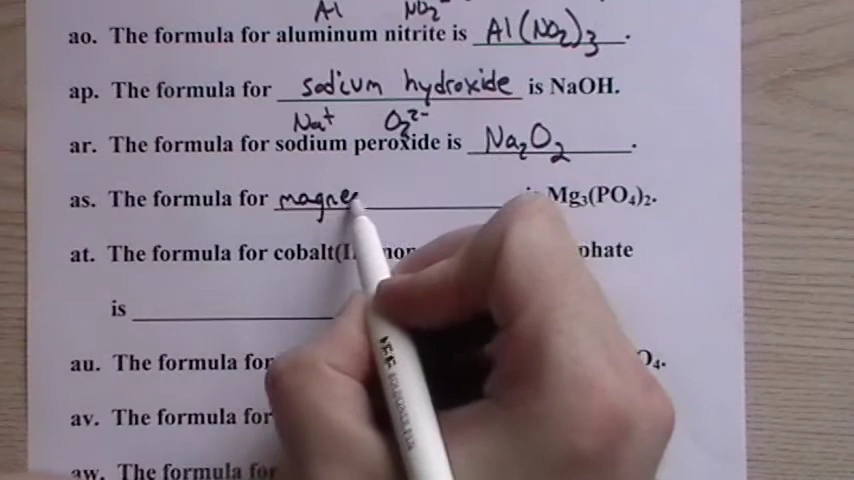 Al NO₂⁻
ao. The formula for aluminum nitrite is Al(NO₂)₃.
ap. The formula for sodium hydroxide is NaOH.
Na⁺ O₂²⁻
ar. The formula for sodium peroxide is Na₂O₂.
as. The formula for magne Mg₃(PO₄)₂.
at. The formula for cobalt(I
is
au. The formula for O₄.
av. The formula for
aw. The formula for